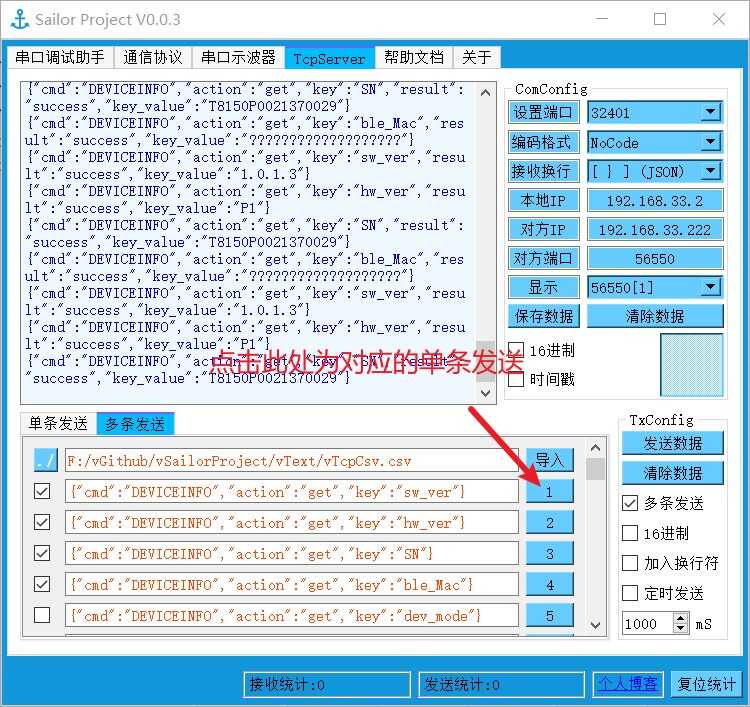 Sailor Project V0.0.3
串口调试助手 通信协议 串口示波器 TcpServer 帮助文档 关于
{"cmd":"DEVICEINFO","action":"get","key":"SN","result":
"success","key_value":"T8150P0021370029"}
{"cmd":"DEVICEINFO","action":"get","key":"ble_Mac","res
ult":"success","key_value":"???????????????????"}
{"cmd":"DEVICEINFO","action":"get","key":"sw_ver","resu
lt":"success","key_value":"1.0.1.3"}
{"cmd":"DEVICEINFO","action":"get","key":"hw_ver","resu
lt":"success","key_value":"P1"}
{"cmd":"DEVICEINFO","action":"get","key":"SN","result":
"success","key_value":"T8150P0021370029"}
{"cmd":"DEVICEINFO","action":"get","key":"ble_Mac","res
ult":"success","key_value":"???????????????????"}
{"cmd":"DEVICEINFO","action":"get","key":"sw_ver","resu
lt":"success","key_value":"1.0.1.3"}
{"cmd":"DEVICEINFO","action":"get","key":"hw_ver","resu
lt":"success","key_value":"P1"}
{"cmd":"DEVICEINFO","action":"get","key":"SN","result":
"success","key_value":"T8150P0021370029"}
点击此处为对应的单条发送
ComConfig
设置端口 32401
编码格式 NoCode
接收换行 [ } ] (JSON)
本地IP 192.168.33.2
对方IP 192.168.33.222
对方端口 56550
显示 56550[1]
保存数据 清除数据
16进制
时间戳
单条发送 多条发送
./ F:/vGithub/vSailorProject/vText/vTcpCsv.csv 导入
{"cmd":"DEVICEINFO","action":"get","key":"sw_ver"} 1
{"cmd":"DEVICEINFO","action":"get","key":"hw_ver"} 2
{"cmd":"DEVICEINFO","action":"get","key":"SN"} 3
{"cmd":"DEVICEINFO","action":"get","key":"ble_Mac"} 4
{"cmd":"DEVICEINFO","action":"get","key":"dev_mode"} 5
TxConfig
发送数据
清除数据
多条发送
16进制
加入换行符
定时发送
1000 mS
接收统计:0 发送统计:0 个人博客 复位统计